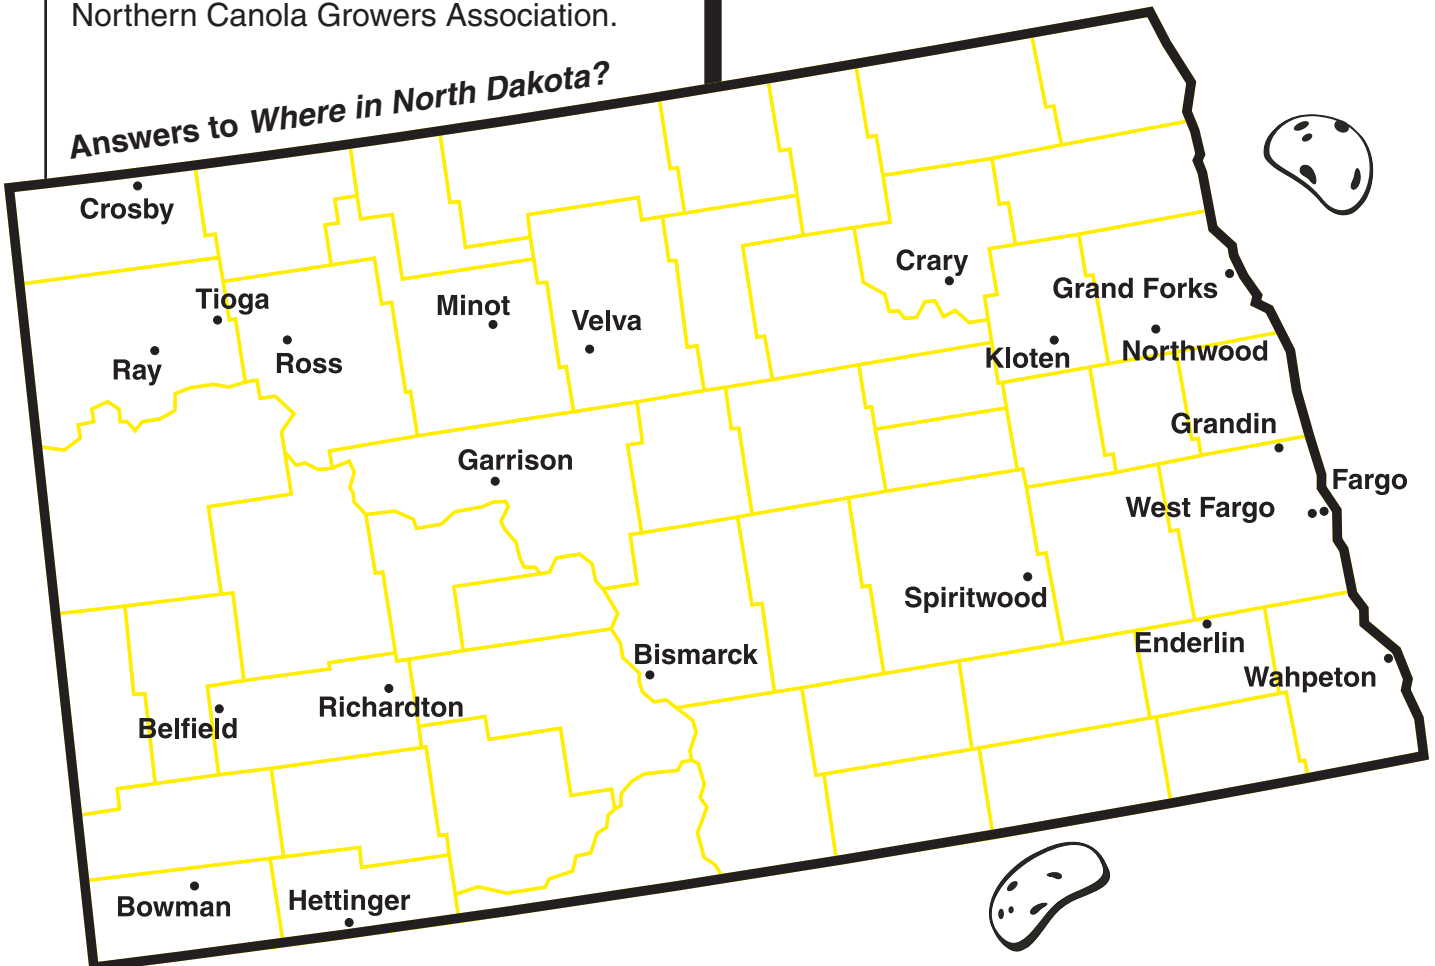 Northern Canola Growers Association.
Answers to Where in North Dakota?
Crosby
Crary
Grand Forks
Tioga
Minot
Velva
Ray
Ross
Kloten
Northwood
Grandin
Garrison
Fargo
West Fargo
Spiritwood
Enderlin
Bismarck
Wahpeton
Richardton
Belfield
Bowman
Hettinger